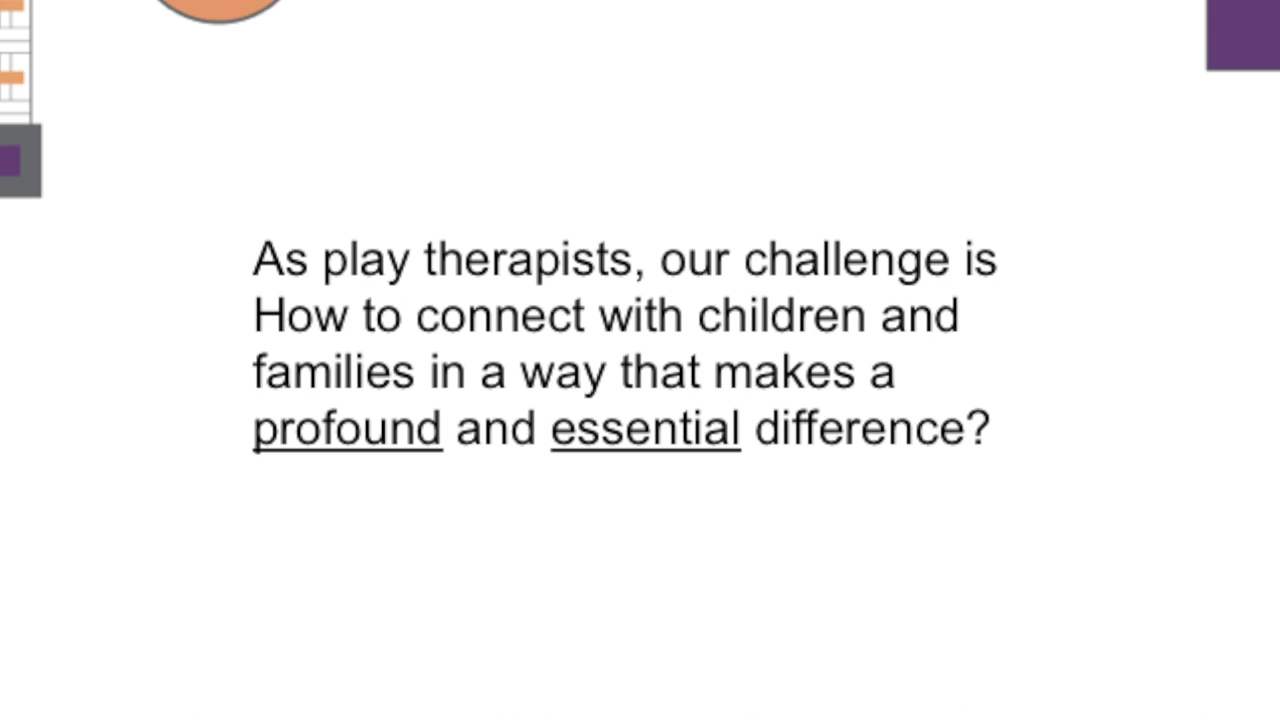 As play therapists, our challenge is
How to connect with children and
families in a way that makes a
profound and essential difference?